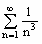 ∞
∑ 1/n³
n=1